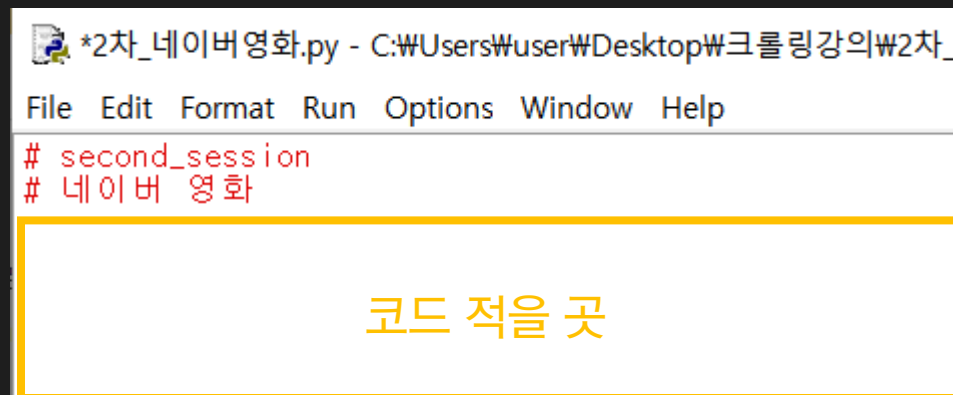 *2차_네이버영화.py - C:₩Users₩user₩Desktop₩크롤링강의₩2차_
File Edit Format Run Options Window Help
# second_session
# 네이버 영화
코드 적을 곳